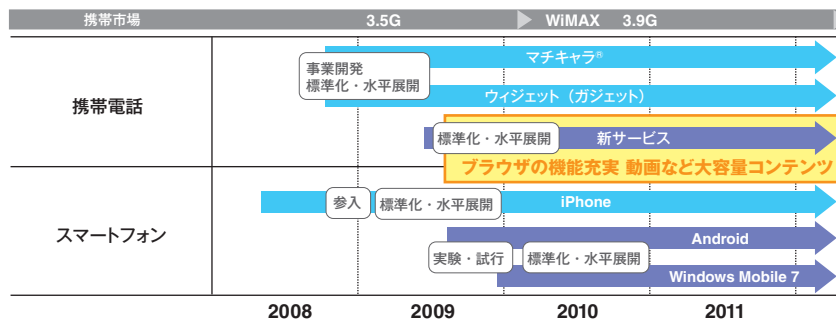 携帯市場 3.5G WiMAX 3.9G
マチキャラ®
事業開発
標準化・水平展開
携帯電話
ウィジェット（ガジェット）
標準化・水平展開 新サービス
ブラウザの機能充実 動画など大容量コンテンツ
参入 標準化・水平展開 iPhone
スマートフォン
Android
実験・試行 標準化・水平展開
Windows Mobile 7
2008 2009 2010 2011